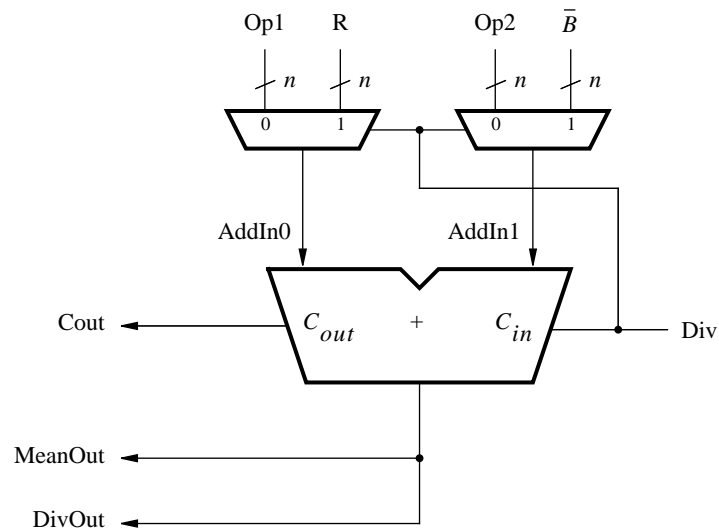 Op1 R Op2 B̄
n n n n
0 1 0 1
AddIn0 AddIn1
Cout C_out + C_in Div
MeanOut
DivOut